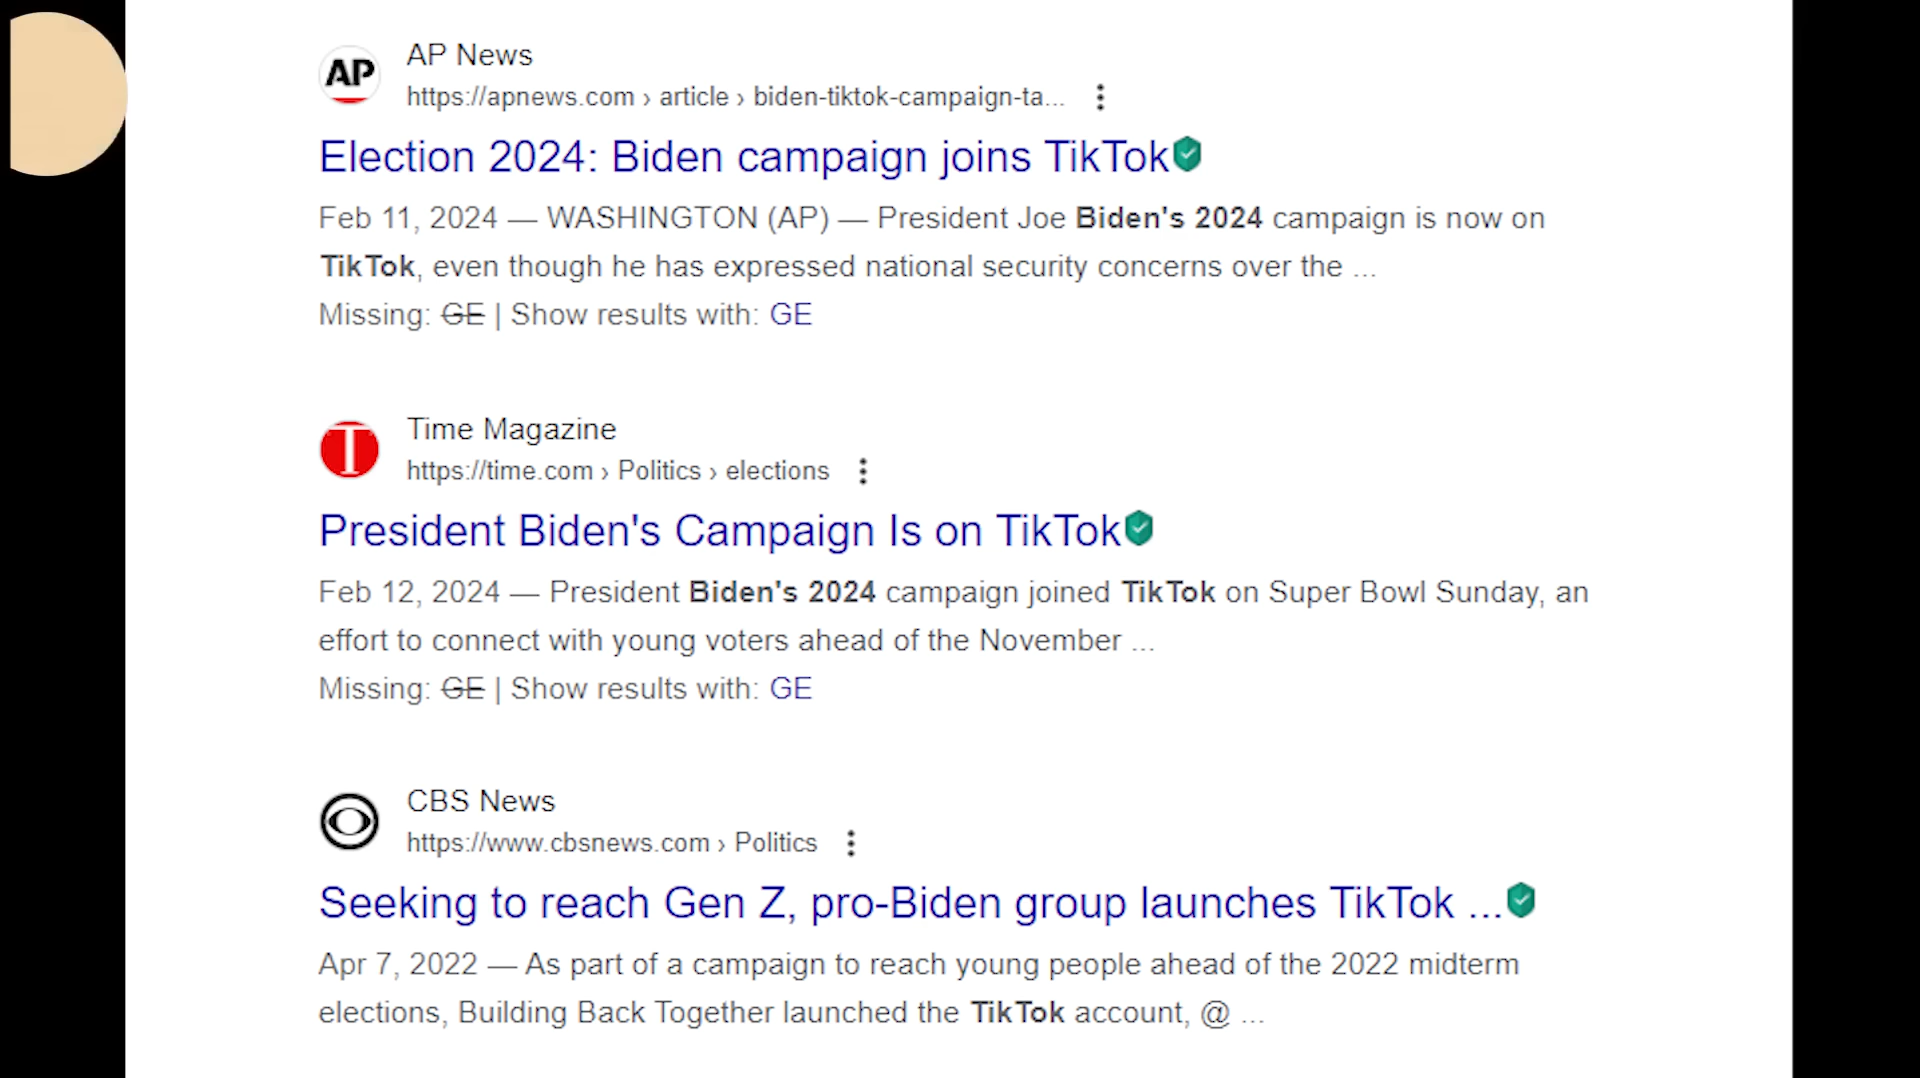 AP
AP News
https://apnews.com › article › biden-tiktok-campaign-ta...
Election 2024: Biden campaign joins TikTok
Feb 11, 2024 — WASHINGTON (AP) — President Joe Biden's 2024 campaign is now on
TikTok, even though he has expressed national security concerns over the ...
Missing: GE | Show results with: GE
T
Time Magazine
https://time.com › Politics › elections
President Biden's Campaign Is on TikTok
Feb 12, 2024 — President Biden's 2024 campaign joined TikTok on Super Bowl Sunday, an
effort to connect with young voters ahead of the November ...
Missing: GE | Show results with: GE
CBS News
https://www.cbsnews.com › Politics
Seeking to reach Gen Z, pro-Biden group launches TikTok ...
Apr 7, 2022 — As part of a campaign to reach young people ahead of the 2022 midterm
elections, Building Back Together launched the TikTok account, @ ...